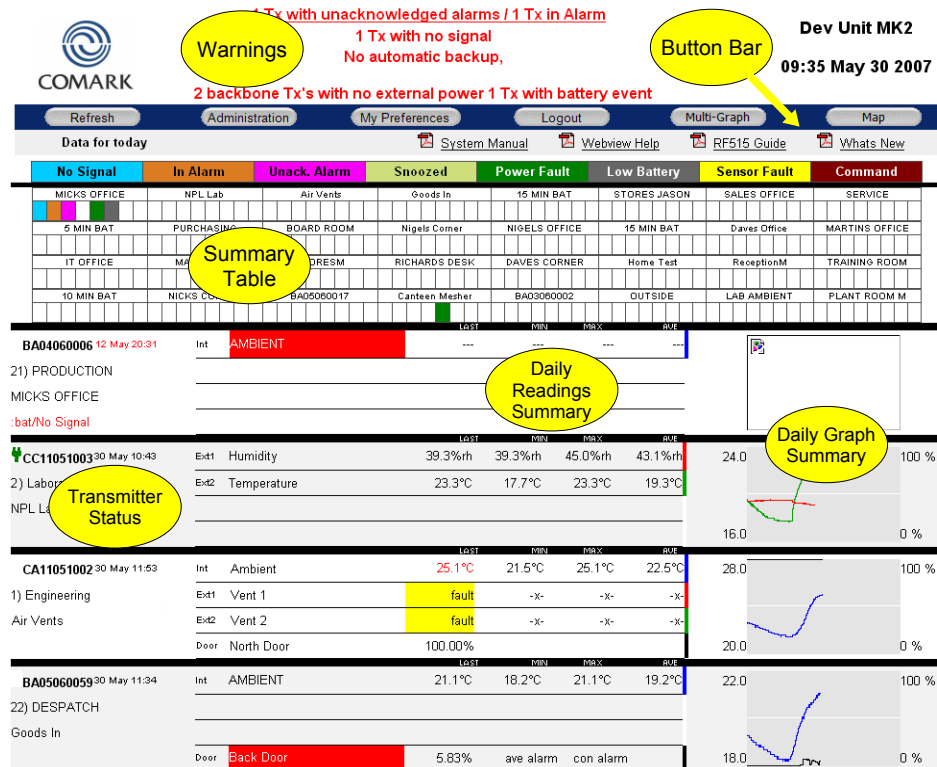 1 Tx with unacknowledged alarms / 1 Tx in Alarm
1 Tx with no signal
No automatic backup,
2 backbone Tx's with no external power 1 Tx with battery event
Warnings
Button Bar
COMARK
Dev Unit MK2
09:35 May 30 2007
Refresh Administration My Preferences Logout Multi-Graph Map
Data for today System Manual Webview Help RF515 Guide Whats New
No Signal In Alarm Unack. Alarm Snoozed Power Fault Low Battery Sensor Fault Command
MICKS OFFICE NPL Lab Air Vents Goods In 15 MIN BAT STORES JASON SALES OFFICE SERVICE
5 MIN BAT PURCHASING BOARD ROOM Nigels Corner NIGELS OFFICE 15 MIN BAT Daves Office MARTINS OFFICE
IT OFFICE RICHARDS DESK DAVES CORNER Home Test ReceptionM TRAINING ROOM
10 MIN BAT NICKS BA05060017 Canteen Mesher BA03060002 OUTSIDE LAB AMBIENT PLANT ROOM M
Summary
Table
LAST MIN MAX AVE
BA04060006 12 May 20:31 Int AMBIENT --- --- --- ---
21) PRODUCTION
MICKS OFFICE
:bat/No Signal
Daily
Readings
Summary
Daily Graph
Summary
LAST MIN MAX AVE
CC11051003 30 May 10:43 Ext1 Humidity 39.3%rh 39.3%rh 45.0%rh 43.1%rh 24.0 100 %
2) Ext2 Temperature 23.3°C 17.7°C 23.3°C 19.3°C
NPL
16.0 0 %
Transmitter
Status
LAST MIN MAX AVE
CA11051002 30 May 11:53 Int Ambient 25.1°C 21.5°C 25.1°C 22.5°C 28.0 100 %
1) Engineering Ext1 Vent 1 fault -x- -x- -x-
Air Vents Ext2 Vent 2 fault -x- -x- -x-
Door North Door 100.00% 20.0 0 %
LAST MIN MAX AVE
BA05060059 30 May 11:34 Int AMBIENT 21.1°C 18.2°C 21.1°C 19.2°C 22.0 100 %
22) DESPATCH
Goods In
Door Back Door 5.83% ave alarm con alarm 18.0 0 %